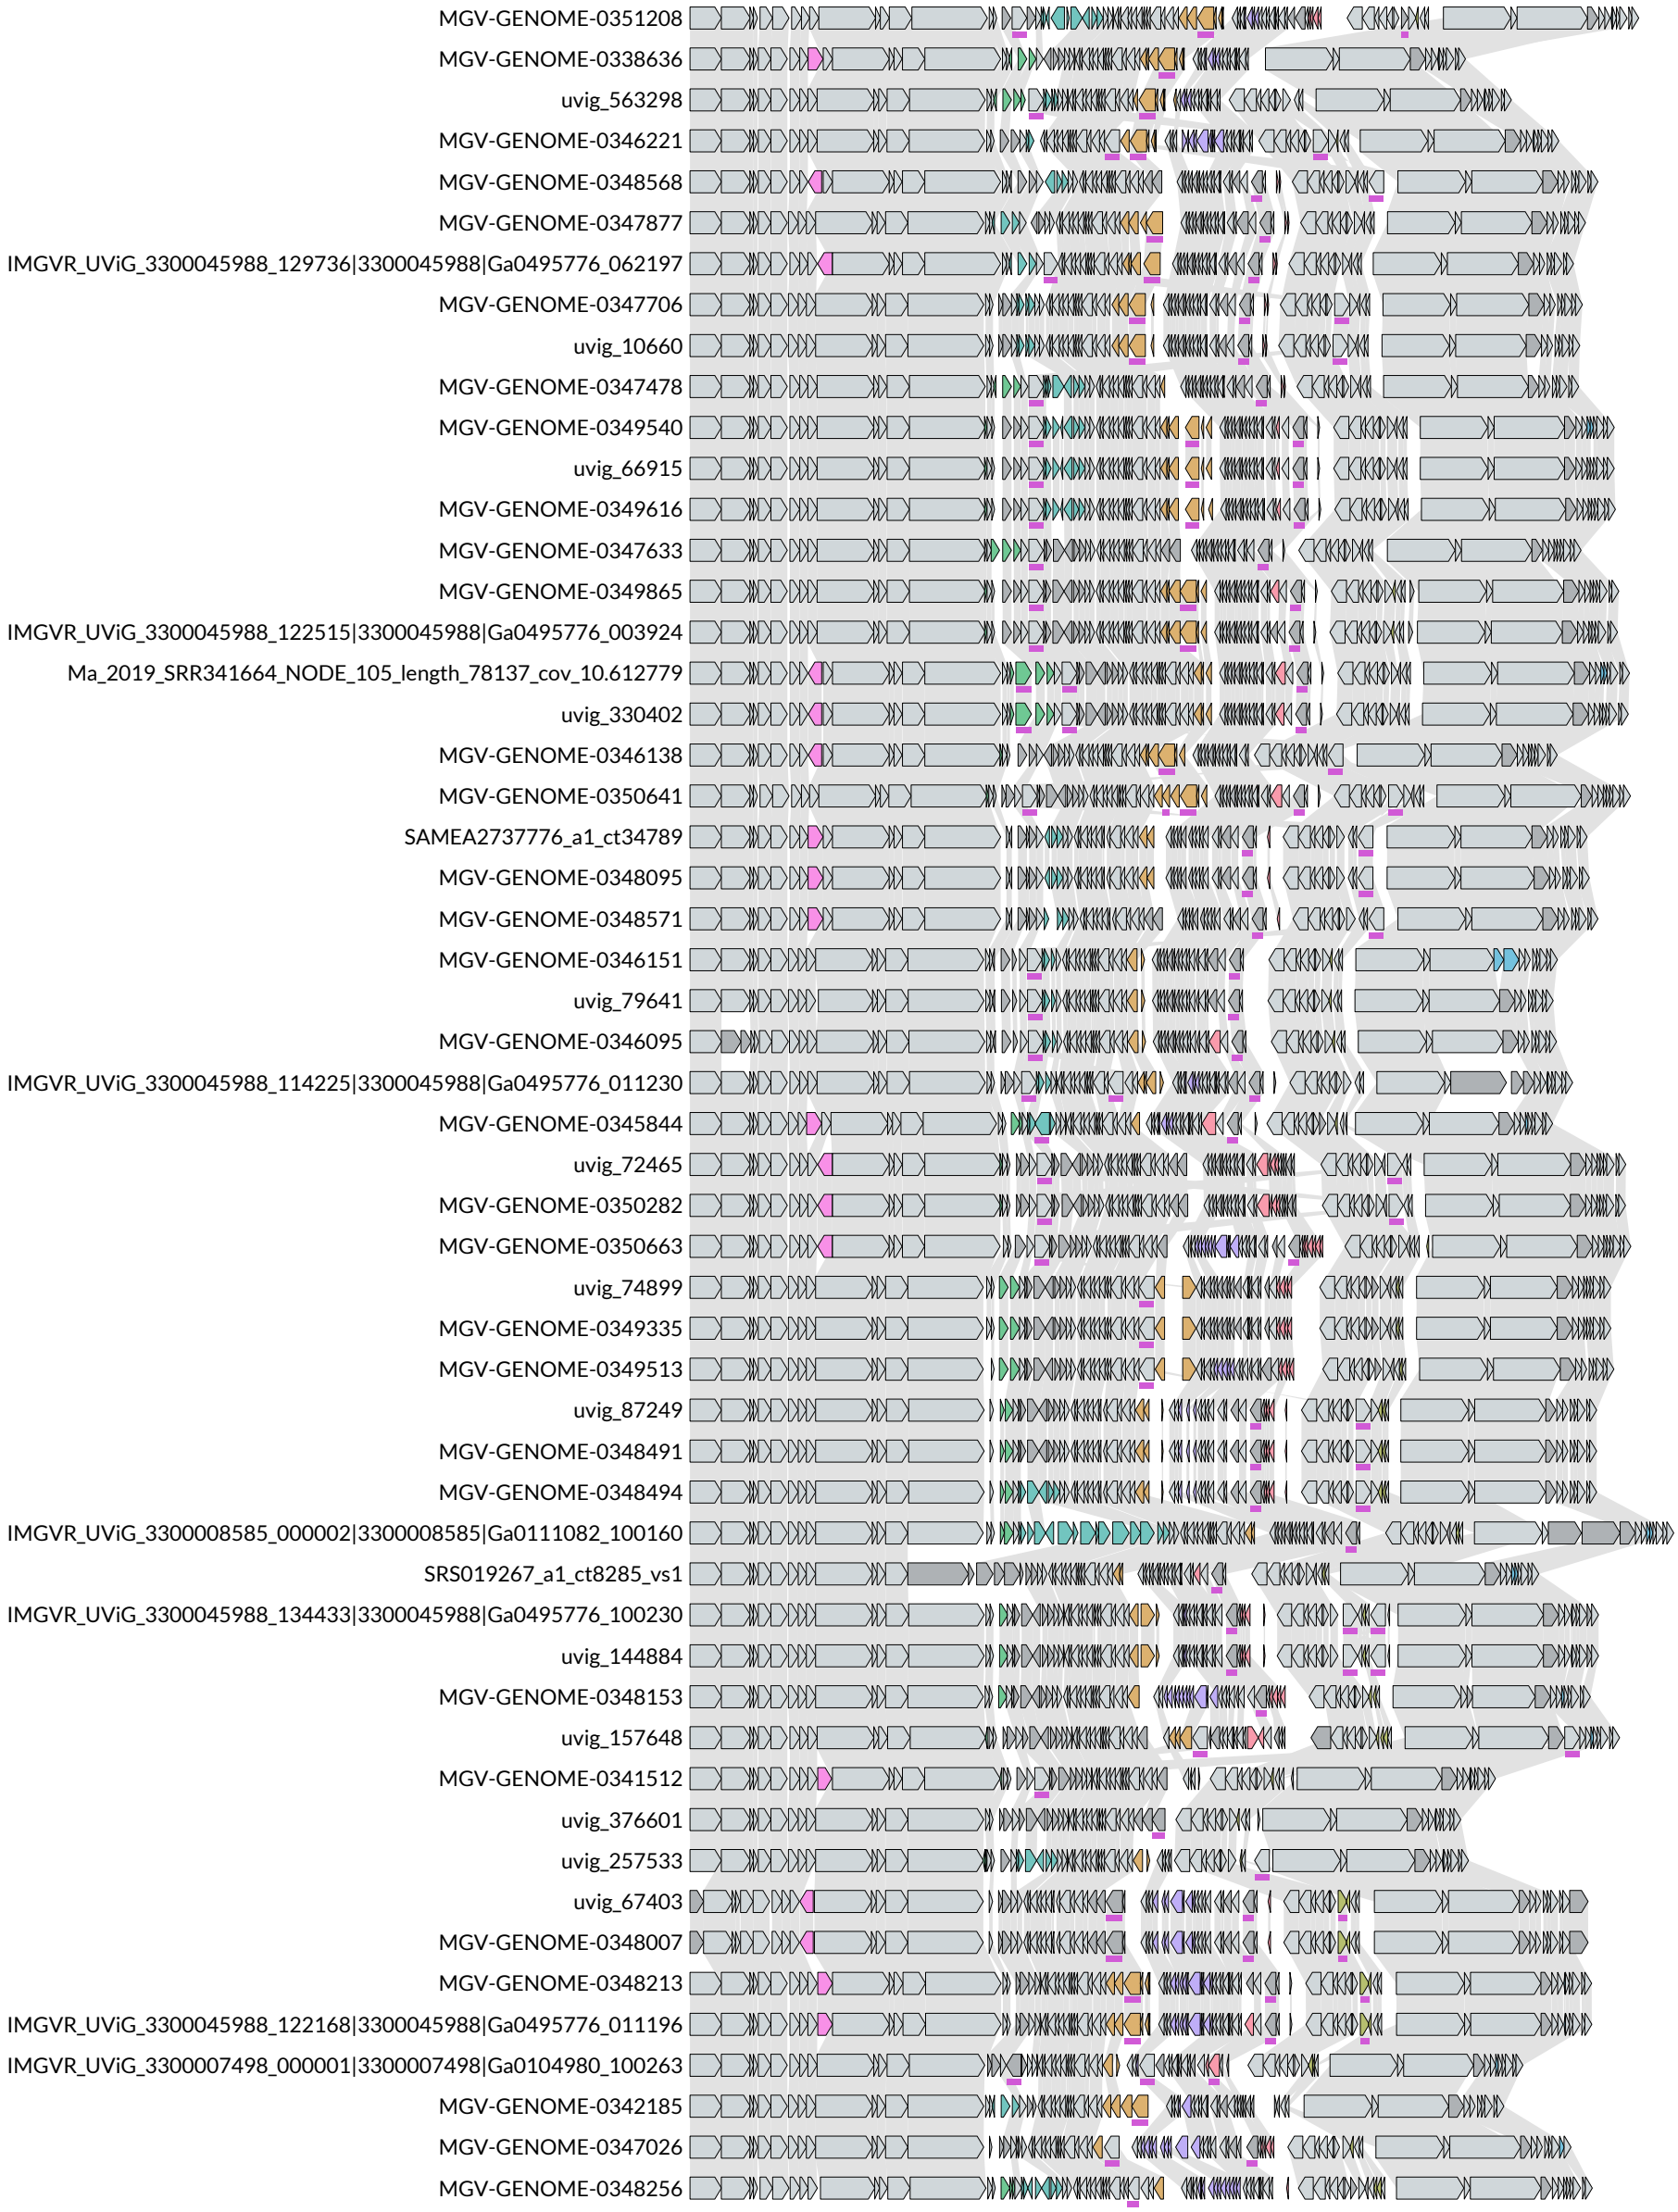 MGV-GENOME-0351208
MGV-GENOME-0338636
uvig_563298
MGV-GENOME-0346221
MGV-GENOME-0348568
MGV-GENOME-0347877
IMGVR_UViG_3300045988_129736|3300045988|Ga0495776_062197
MGV-GENOME-0347706
uvig_10660
MGV-GENOME-0347478
MGV-GENOME-0349540
uvig_66915
MGV-GENOME-0349616
MGV-GENOME-0347633
MGV-GENOME-0349865
IMGVR_UViG_3300045988_122515|3300045988|Ga0495776_003924
Ma_2019_SRR341664_NODE_105_length_78137_cov_10.612779
uvig_330402
MGV-GENOME-0346138
MGV-GENOME-0350641
SAMEA2737776_a1_ct34789
MGV-GENOME-0348095
MGV-GENOME-0348571
MGV-GENOME-0346151
uvig_79641
MGV-GENOME-0346095
IMGVR_UViG_3300045988_114225|3300045988|Ga0495776_011230
MGV-GENOME-0345844
uvig_72465
MGV-GENOME-0350282
MGV-GENOME-0350663
uvig_74899
MGV-GENOME-0349335
MGV-GENOME-0349513
uvig_87249
MGV-GENOME-0348491
MGV-GENOME-0348494
IMGVR_UViG_3300008585_000002|3300008585|Ga0111082_100160
SRS019267_a1_ct8285_vs1
IMGVR_UViG_3300045988_134433|3300045988|Ga0495776_100230
uvig_144884
MGV-GENOME-0348153
uvig_157648
MGV-GENOME-0341512
uvig_376601
uvig_257533
uvig_67403
MGV-GENOME-0348007
MGV-GENOME-0348213
IMGVR_UViG_3300045988_122168|3300045988|Ga0495776_011196
IMGVR_UViG_3300007498_000001|3300007498|Ga0104980_100263
MGV-GENOME-0342185
MGV-GENOME-0347026
MGV-GENOME-0348256